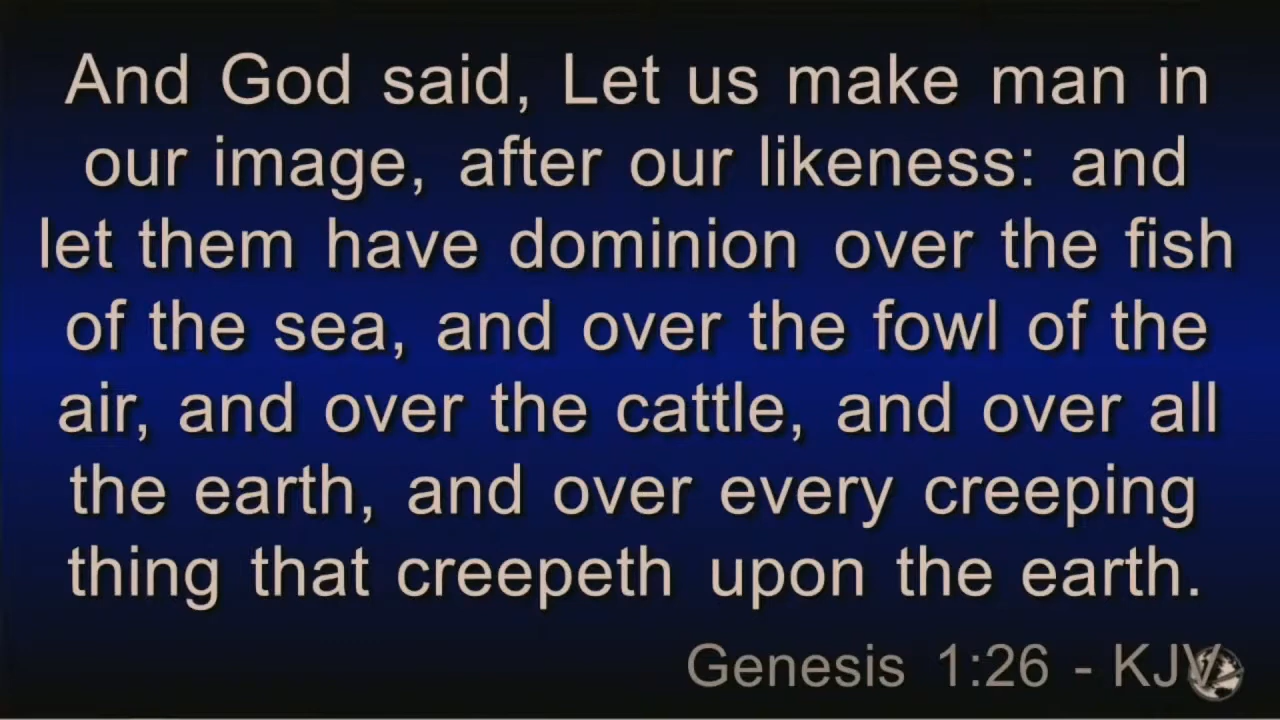 And God said, Let us make man in
our image, after our likeness: and
let them have dominion over the fish
of the sea, and over the fowl of the
air, and over the cattle, and over all
the earth, and over every creeping
thing that creepeth upon the earth.
Genesis 1:26 - KJV